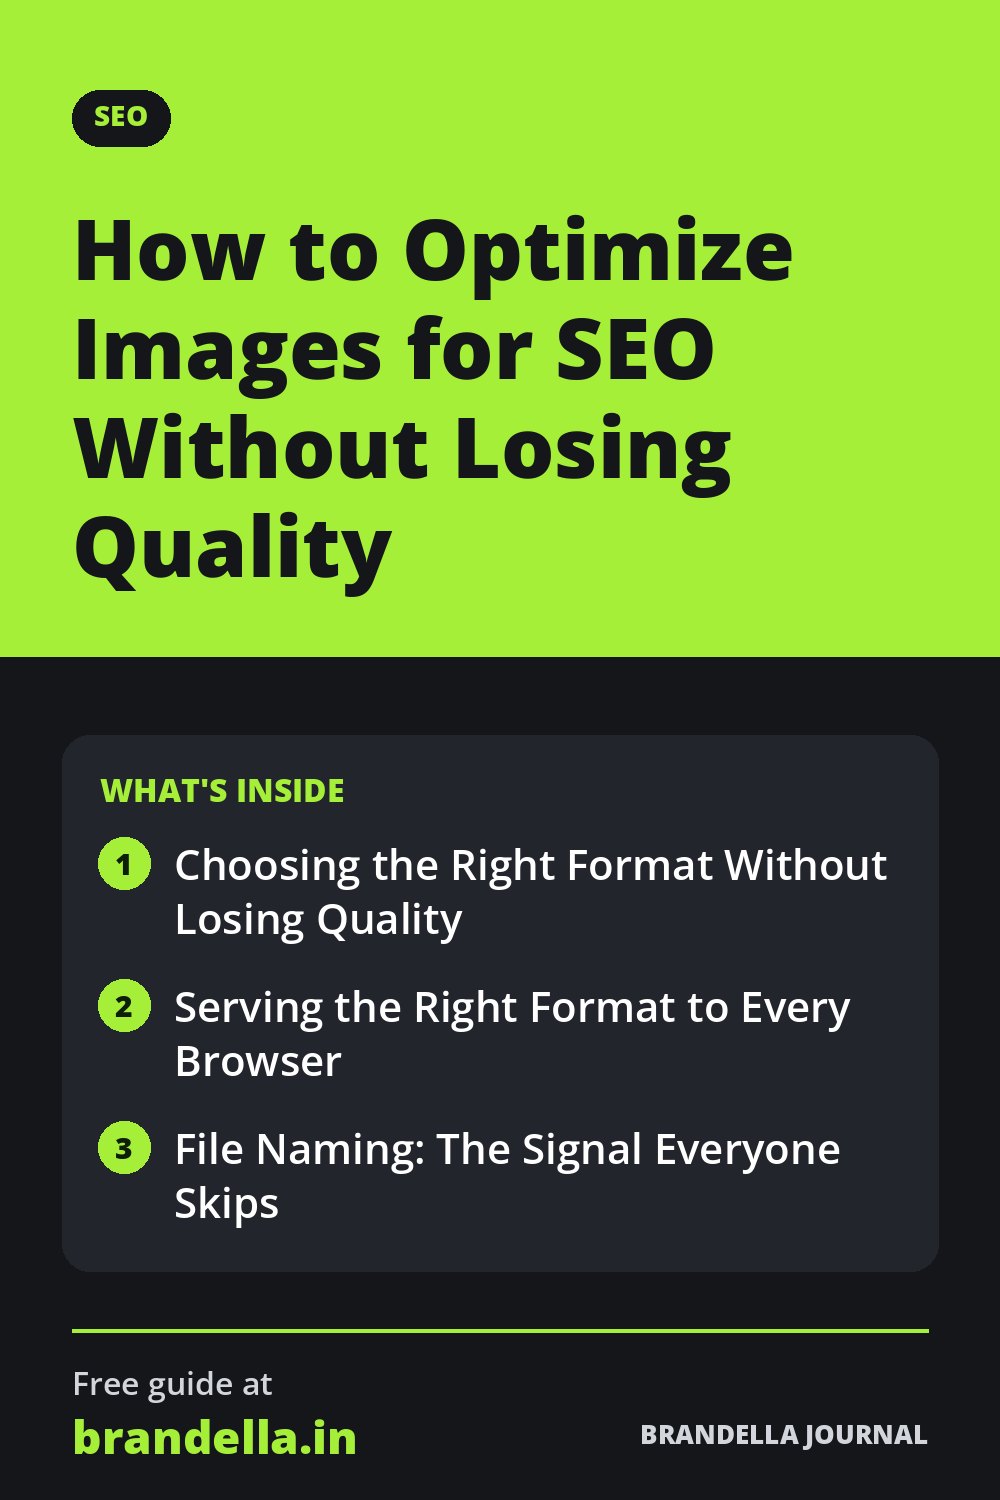 SEO
How to Optimize
Images for SEO
Without Losing
Quality
WHAT'S INSIDE
1 Choosing the Right Format Without
Losing Quality
2 Serving the Right Format to Every
Browser
3 File Naming: The Signal Everyone
Skips
Free guide at
brandella.in
BRANDELLA JOURNAL